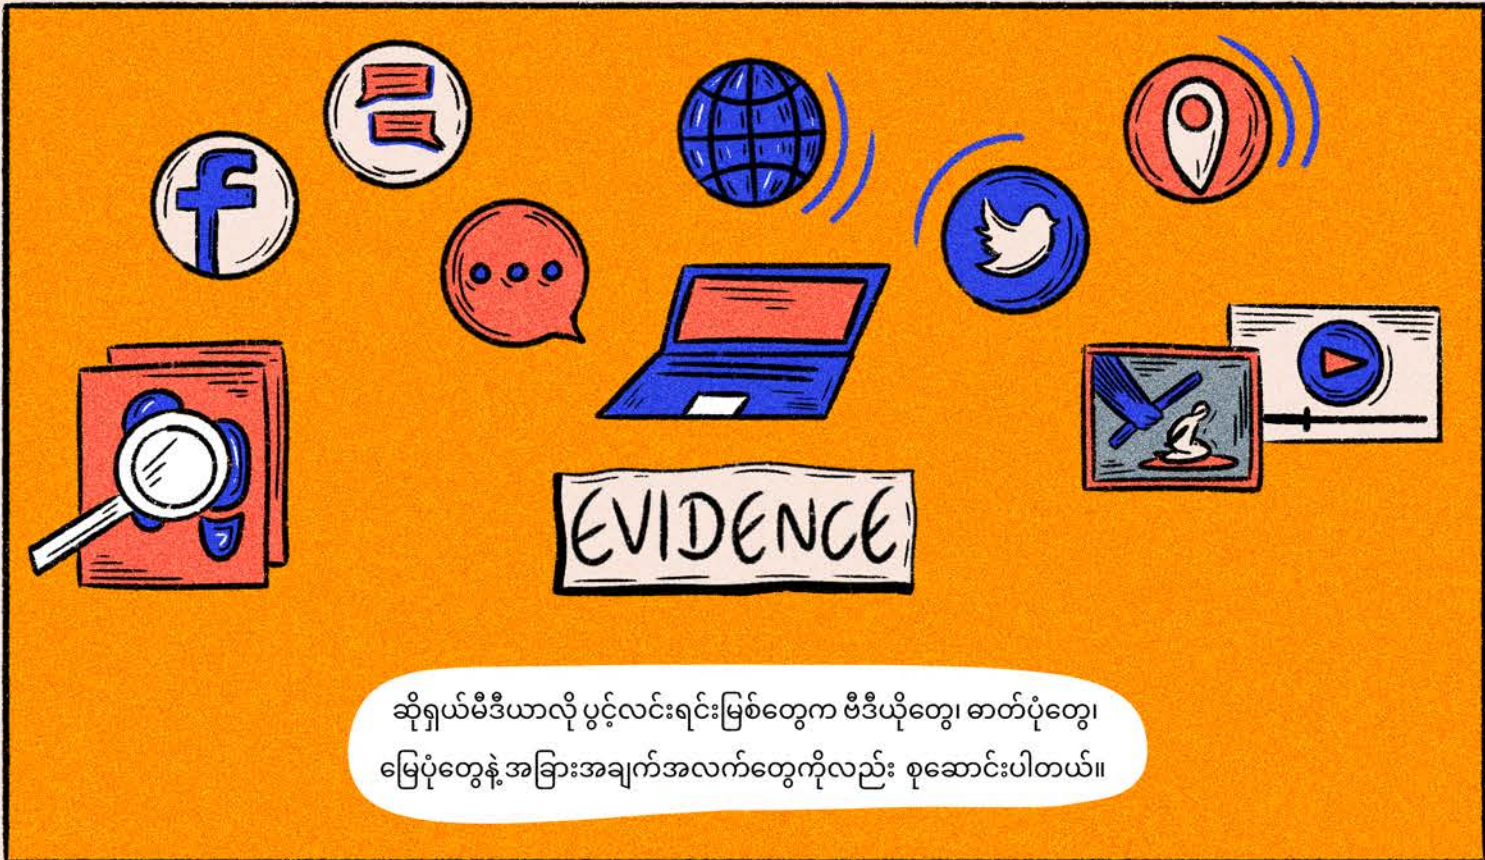 EVIDENCE
ဆိုရှယ်မီဒီယာလို ပွင့်လင်းရင်းမြစ်တွေက ဗီဒီယိုတွေ၊ ဓာတ်ပုံတွေ၊
မြေပုံတွေနဲ့ အခြားအချက်အလက်တွေကိုလည်း စုဆောင်းပါတယ်။